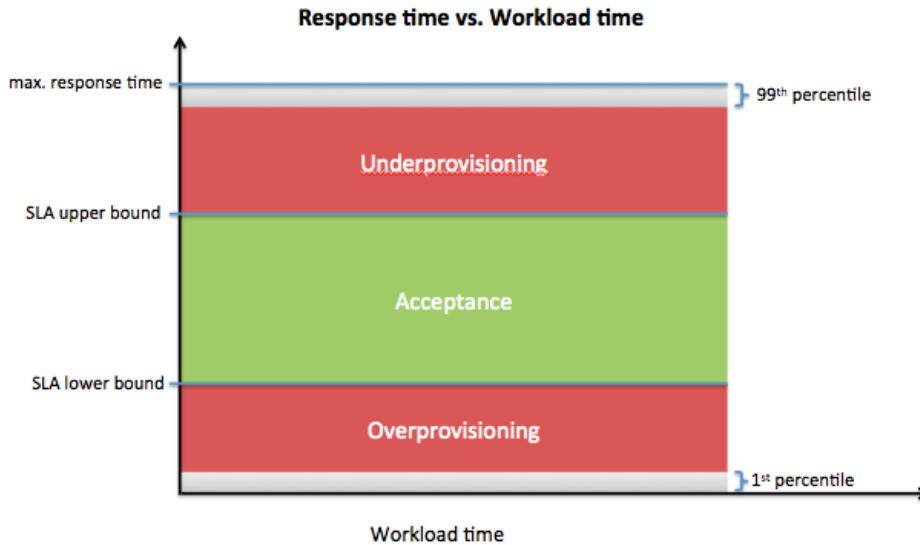 Response time vs. Workload time
max. response time
99th percentile
Underprovisioning
SLA upper bound
Acceptance
SLA lower bound
Overprovisioning
1st percentile
Workload time